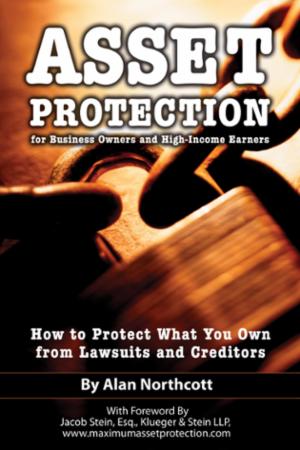 ASSET
PROTECTION
for Business Owners and High-Income Earners
How to Protect What You Own
from Lawsuits and Creditors
By Alan Northcott
With Foreword By
Jacob Stein, Esq., Klueger & Stein LLP,
www.maximumassetprotection.com